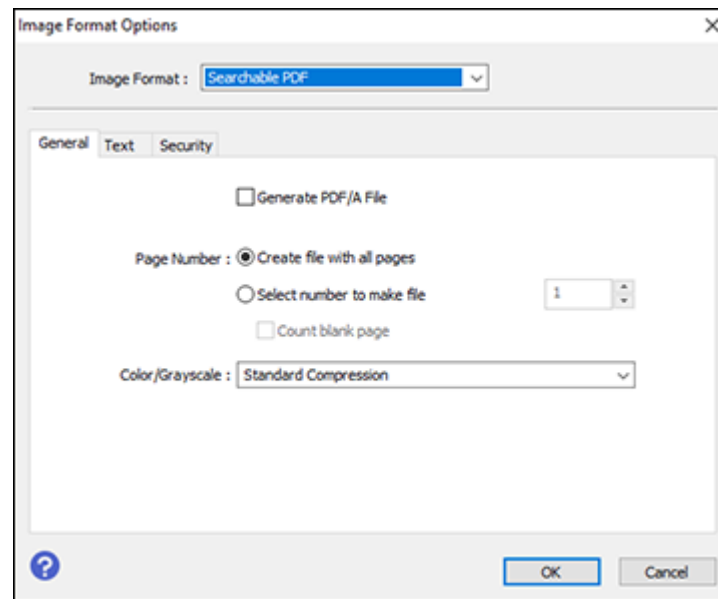 Image Format Options
Image Format : Searchable PDF
General Text Security
Generate PDF/A File
Page Number : Create file with all pages
Select number to make file 1
Count blank page
Color/Grayscale : Standard Compression
?
OK Cancel